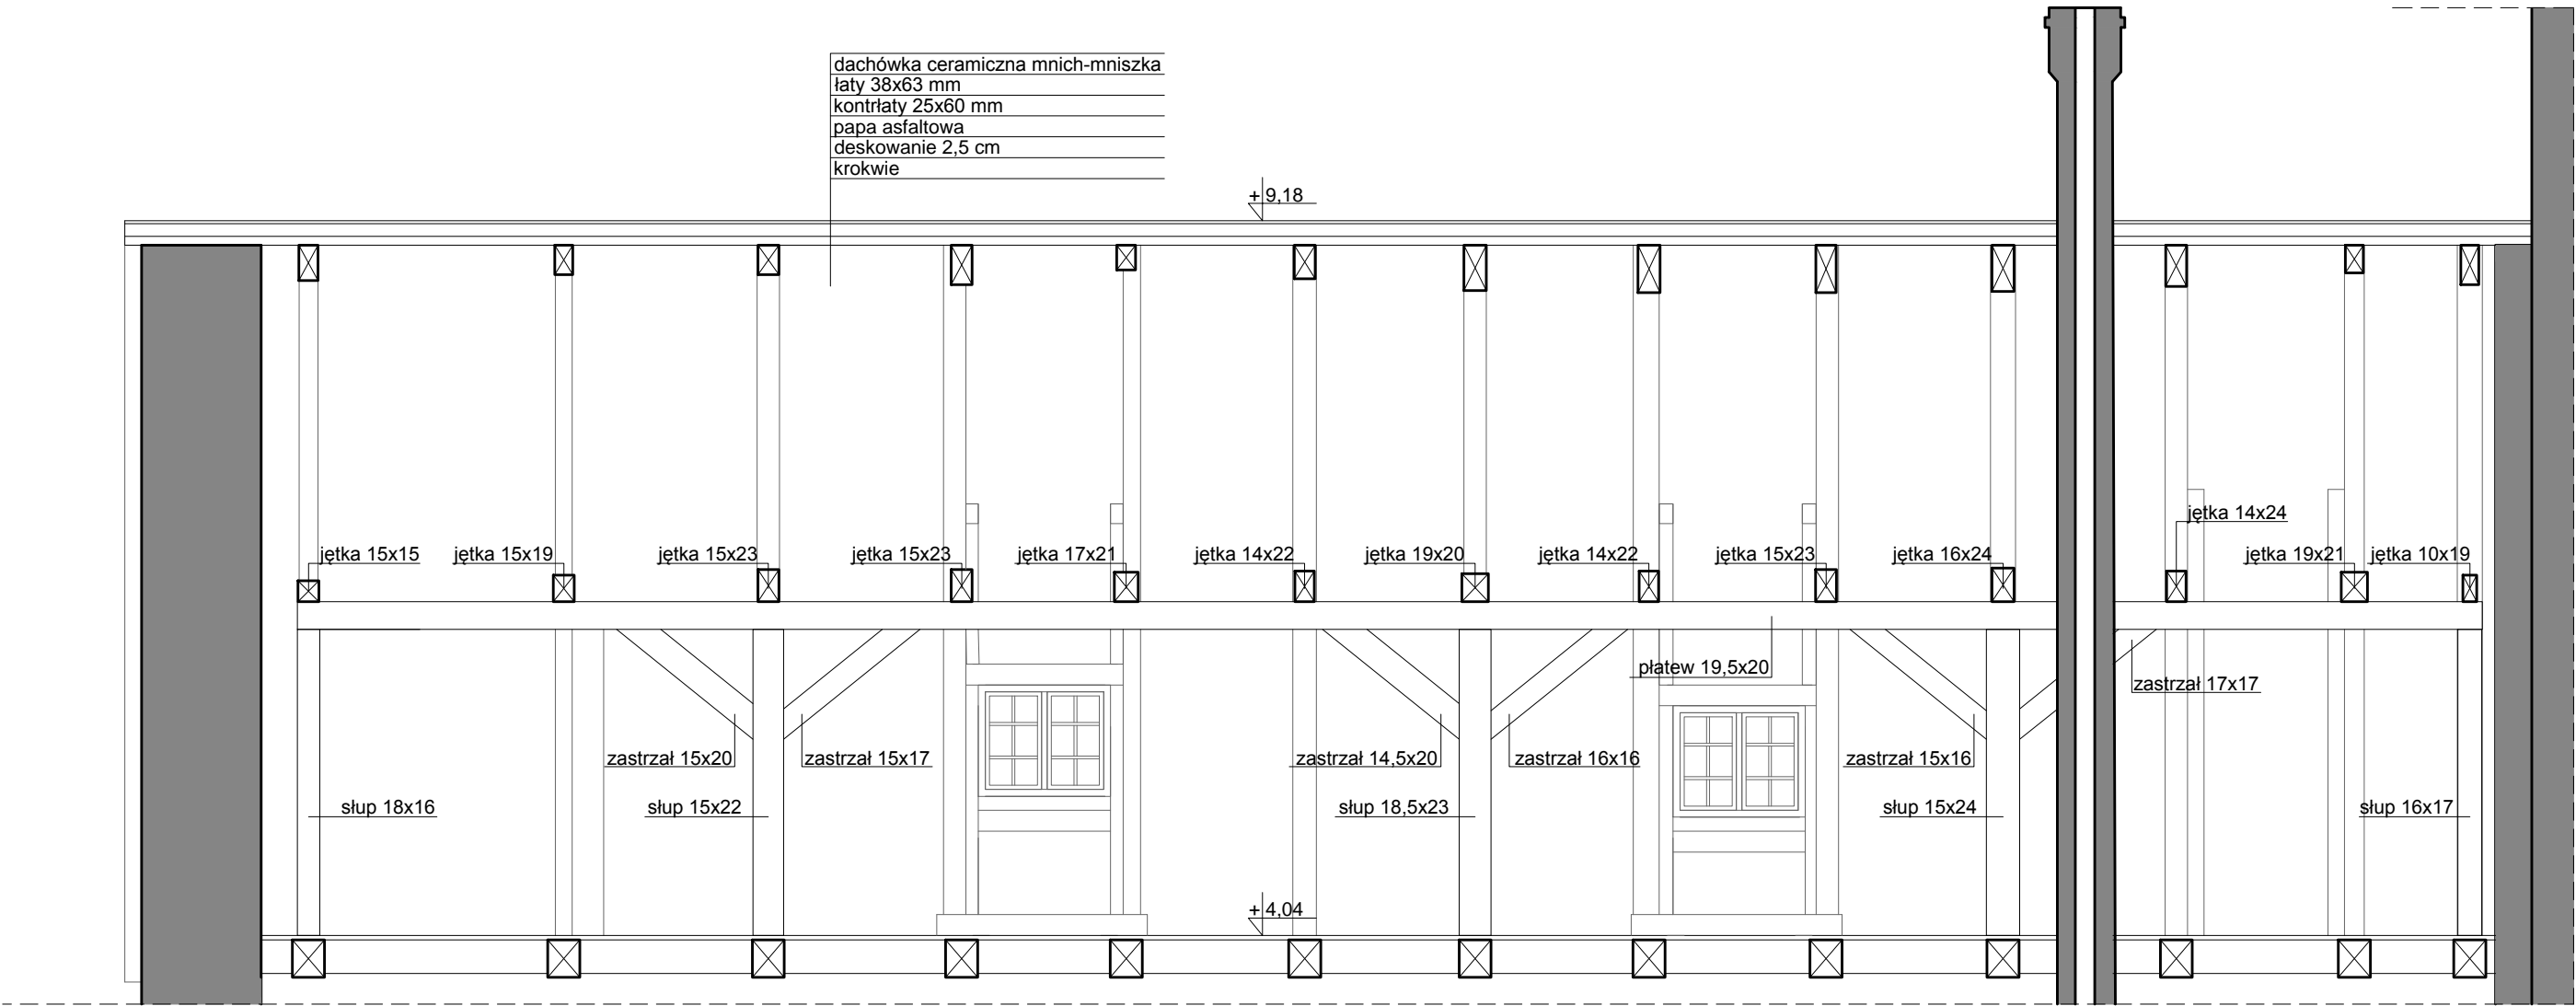 dachówka ceramiczna mnich-mniszka
łaty 38x63 mm
kontrłaty 25x60 mm
papa asfaltowa
deskowanie 2,5 cm
krokwie
+ 9,18
jętka 14x24
jętka 15x15
jętka 15x19
jętka 15x23
jętka 15x23
jętka 17x21
jętka 14x22
jętka 19x20
jętka 14x22
jętka 15x23
jętka 16x24
jętka 19x21
jętka 10x19
płatew 19,5x20
zastrzał 17x17
zastrzał 15x20
zastrzał 15x17
zastrzał 14,5x20
zastrzał 16x16
zastrzał 15x16
słup 18x16
słup 15x22
słup 18,5x23
słup 15x24
słup 16x17
+ 4,04